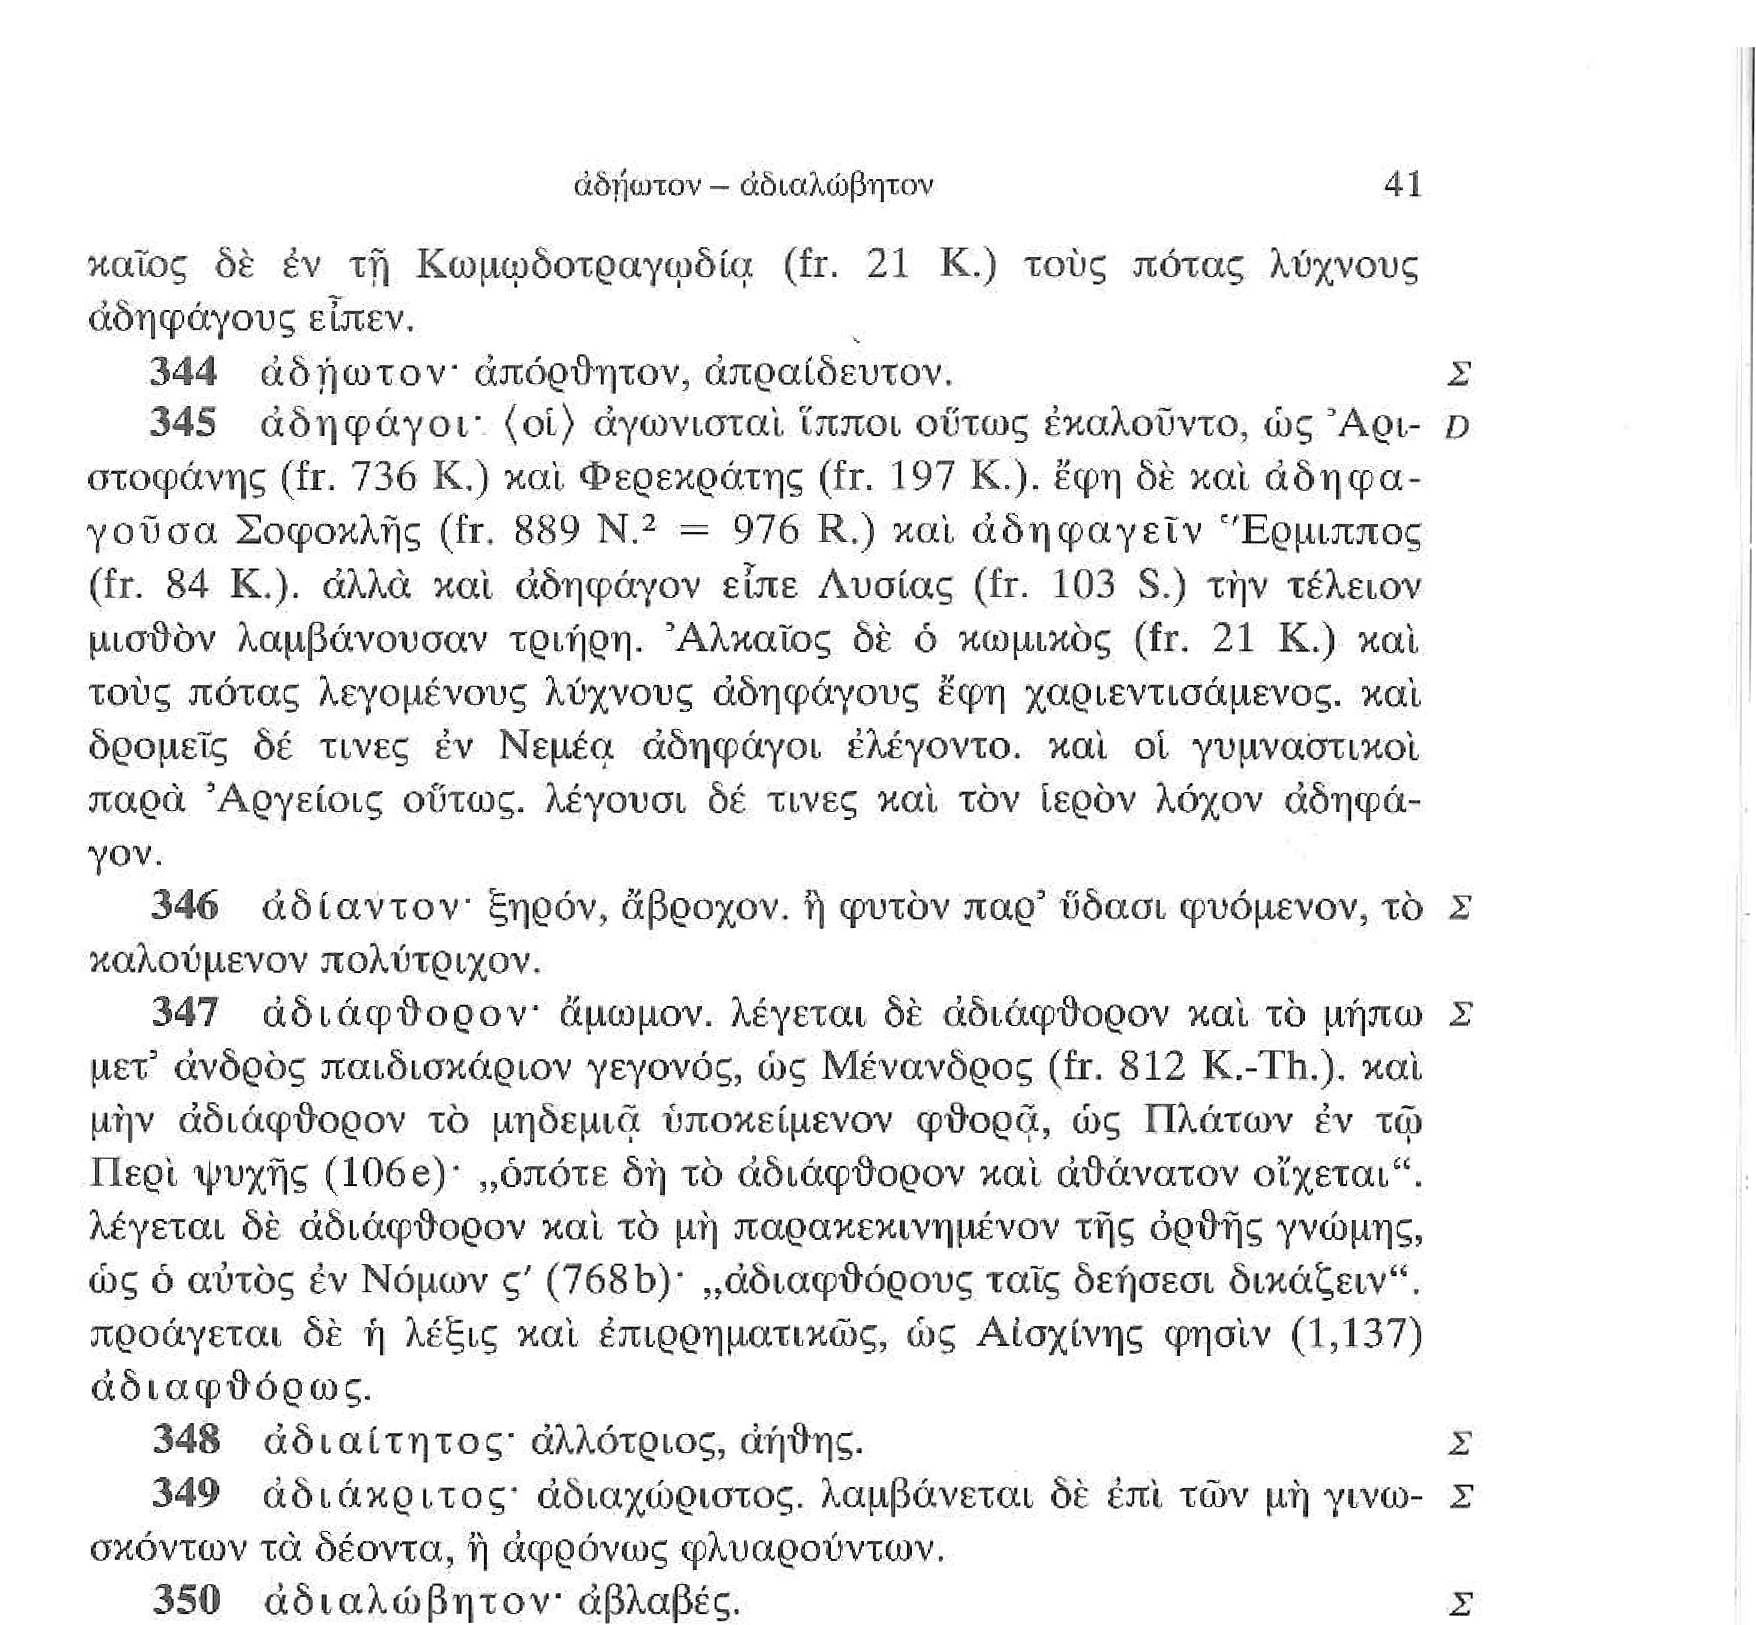 ἀδῄωτον – ἀδιαλώβητον 41
καῖος δὲ ἐν τῇ Κωμῳδοτραγῳδίᾳ (fr. 21 K.) τοὺς πότας λύχνους
ἀδηφάγους εἶπεν.
344 ἀδῄωτον· ἀπόρθητον, ἀπραίδευτον. Σ
345 ἀδηφάγοι· ⟨οἱ⟩ ἀγωνισταὶ ἵπποι οὕτως ἐκαλοῦντο, ὡς Ἀρι- D
στοφάνης (fr. 736 K.) καὶ Φερεκράτης (fr. 197 K.). ἔφη δὲ καὶ ἀδηφα-
γοῦσα Σοφοκλῆς (fr. 889 N.² = 976 R.) καὶ ἀδηφαγεῖν Ἕρμιππος
(fr. 84 K.). ἀλλὰ καὶ ἀδηφάγον εἶπε Λυσίας (fr. 103 S.) τὴν τέλειον
μισθὸν λαμβάνουσαν τριήρη. Ἀλκαῖος δὲ ὁ κωμικὸς (fr. 21 K.) καὶ
τοὺς πότας λεγομένους λύχνους ἀδηφάγους ἔφη χαριεντισάμενος. καὶ
δρομεῖς δέ τινες ἐν Νεμέᾳ ἀδηφάγοι ἐλέγοντο. καὶ οἱ γυμναστικοὶ
παρὰ Ἀργείοις οὕτως. λέγουσι δέ τινες καὶ τὸν ἱερὸν λόχον ἀδηφά-
γον.
346 ἀδίαντον· ξηρόν, ἄβροχον. ἢ φυτὸν παρ’ ὕδασι φυόμενον, τὸ Σ
καλούμενον πολύτριχον.
347 ἀδιάφθορον· ἄμωμον. λέγεται δὲ ἀδιάφθορον καὶ τὸ μήπω Σ
μετ’ ἀνδρὸς παιδισκάριον γεγονός, ὡς Μένανδρος (fr. 812 K.-Th.). καὶ
μὴν ἀδιάφθορον τὸ μηδεμιᾷ ὑποκείμενον φθορᾷ, ὡς Πλάτων ἐν τῷ
Περὶ ψυχῆς (106e)· „ὁπότε δὴ τὸ ἀδιάφθορον καὶ ἀθάνατον οἴχεται“.
λέγεται δὲ ἀδιάφθορον καὶ τὸ μὴ παρακεκινημένον τῆς ὀρθῆς γνώμης,
ὡς ὁ αὐτὸς ἐν Νόμων ϛ′ (768b)· „ἀδιαφθόρους ταῖς δεήσεσι δικάζειν“.
προάγεται δὲ ἡ λέξις καὶ ἐπιρρηματικῶς, ὡς Αἰσχίνης φησὶν (1,137)
ἀδιαφθόρως.
348 ἀδιαίτητος· ἀλλότριος, ἀήθης. Σ
349 ἀδιάκριτος· ἀδιαχώριστος. λαμβάνεται δὲ ἐπὶ τῶν μὴ γινω- Σ
σκόντων τὰ δέοντα, ἢ ἀφρόνως φλυαρούντων.
350 ἀδιαλώβητον· ἀβλαβές. Σ